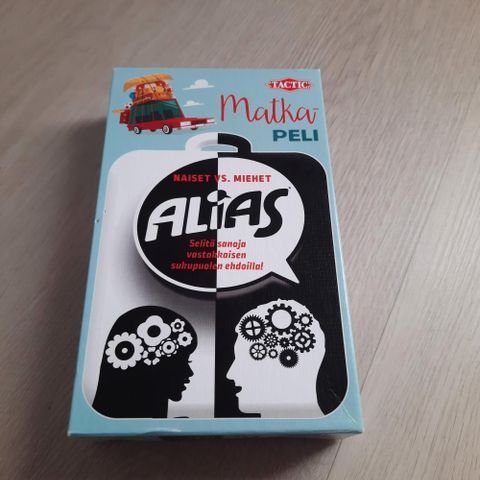 TACTIC
Matka
PELI
NAISET VS. MIEHET
ALIAS
Selitä sanoja
vastakkaisen
sukupuolen ehdoilla!